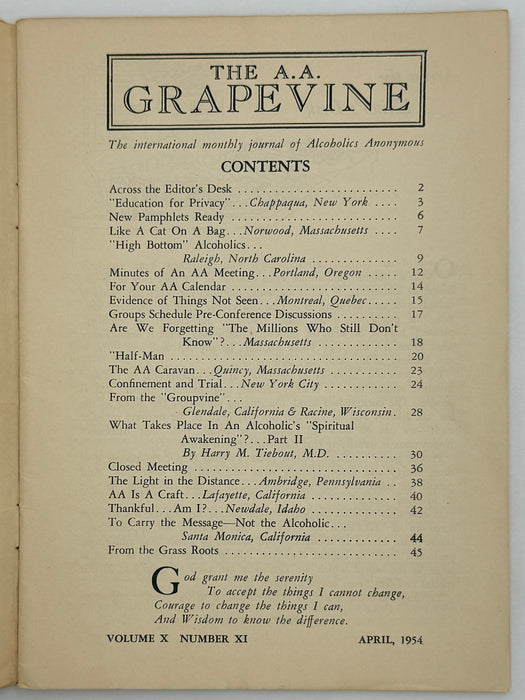 THE A.A.
GRAPEVINE
The international monthly journal of Alcoholics Anonymous
CONTENTS
Across the Editor's Desk . . . . . . . . . . . . . . . . . . . . . . . . . . . 2
"Education for Privacy"...Chappaqua, New York .... 3
New Pamphlets Ready ............................. 6
Like A Cat On A Bag...Norwood, Massachusetts .... 7
"High Bottom" Alcoholics...
Raleigh, North Carolina .............. 9
Minutes of An AA Meeting...Portland, Oregon ..... 12
For Your AA Calendar ............................ 14
Evidence of Things Not Seen...Montreal, Quebec..... 15
Groups Schedule Pre-Conference Discussions .......... 17
Are We Forgetting "The Millions Who Still Don't
Know"?...Massachusetts .............. 18
"Half-Man ....................................... 20
The AA Caravan...Quincy, Massachusetts ........... 23
Confinement and Trial...New York City ............ 24
From the "Groupvine"...
Glendale, California & Racine, Wisconsin. 28
What Takes Place In An Alcoholic's "Spiritual
Awakening"?...Part II
By Harry M. Tiebout, M.D. ........... 30
Closed Meeting .................................. 36
The Light in the Distance...Ambridge, Pennsylvania .. 38
AA Is A Craft...Lafayette, California .............. 40
Thankful...Am I?...Newdale, Idaho ............... 42
To Carry the Message—Not the Alcoholic...
Santa Monica, California .............. 44
From the Grass Roots ............................. 45
God grant me the serenity
To accept the things I cannot change,
Courage to change the things I can,
And Wisdom to know the difference.
VOLUME X NUMBER XI APRIL, 1954